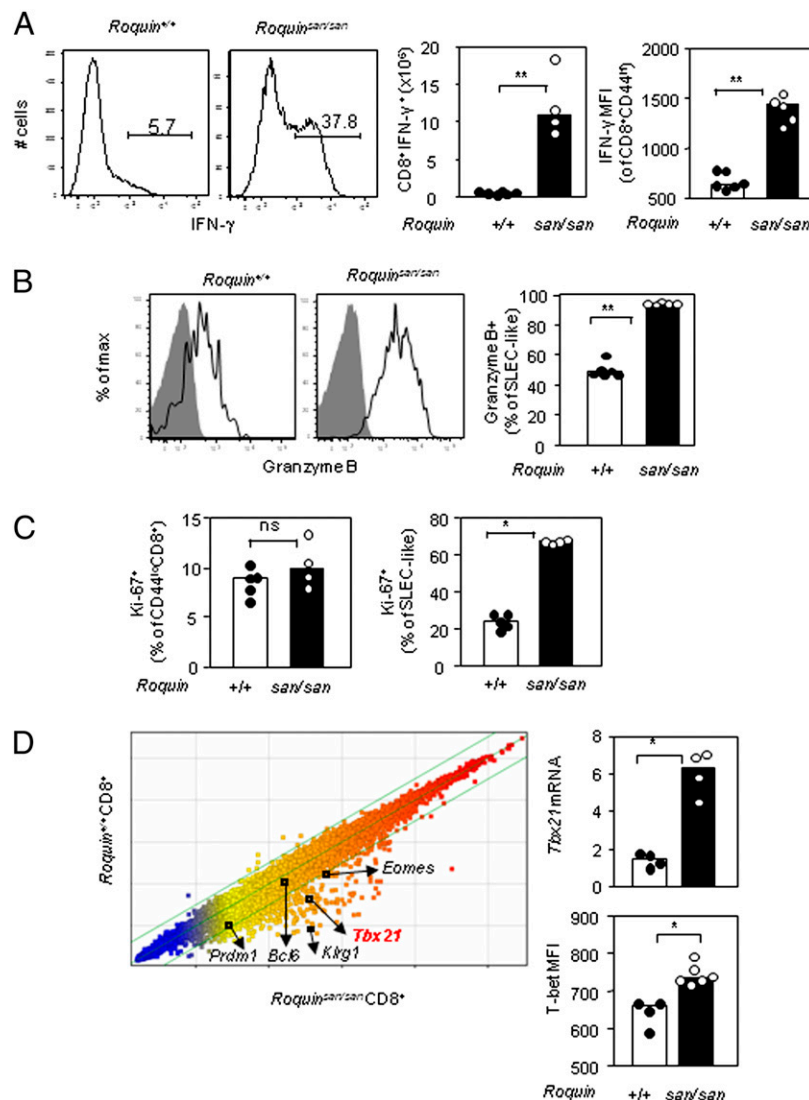 A
Roquin+/+
Roquinsan/san
# cells
5.7
37.8
IFN-γ
CD8+ IFN-γ+ (x10⁶)
20
15
10
5
0
**
Roquin
+/+
san/san
IFN-γ MFI
(of CD8+CD44hi)
2000
1500
1000
500
**
Roquin
+/+
san/san
B
Roquin+/+
Roquinsan/san
% of max
Granzyme B
Granzyme B+
(% of SLEC-like)
100
80
60
40
20
0
**
Roquin
+/+
san/san
C
Ki-67+
(% of CD44loCD8+)
15
10
5
0
ns
Roquin
+/+
san/san
Ki-67+
(% of SLEC-like)
80
60
40
20
0
*
+/+
san/san
D
Roquin+/+ CD8+
Eomes
Tbx21
Prdm1
Bcl6
Klrg1
Roquinsan/san CD8+
Tbx21 mRNA
8
6
4
2
0
*
T-bet MFI
900
800
700
600
500
*
Roquin
+/+
san/san